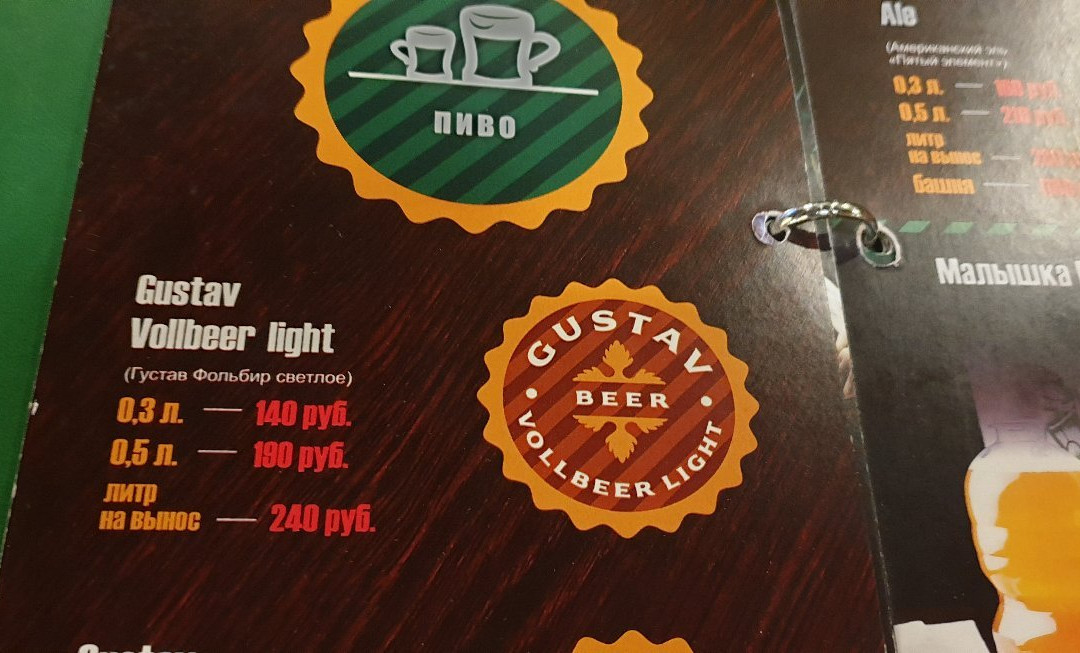 ПИВО
Gustav
Vollbeer light
(Густав Фольбир светлое)
0,3 л. — 140 руб.
0,5 л. — 190 руб.
литр
на вынос — 240 руб.
GUSTAV
BEER
VOLLBEER LIGHT
Ale
(Американский эль
«Пятый элемент»)
0,3 л. — руб.
0,5 л. —
литр
на вынос —
башня —
Малышка